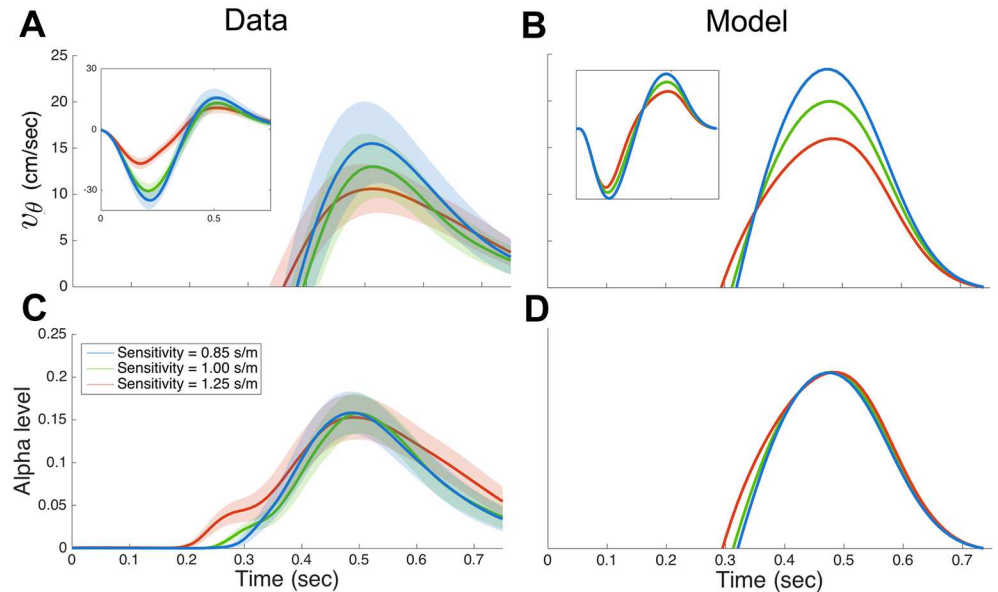 A
Data
B
Model
25
20
15
10
5
0
vθ (cm/sec)
30
0
-30
0
0.5
C
D
0.25
0.2
0.15
0.1
0.05
0
Alpha level
Sensitivity = 0.85 s/m
Sensitivity = 1.00 s/m
Sensitivity = 1.25 s/m
0 0.1 0.2 0.3 0.4 0.5 0.6 0.7
Time (sec)
0 0.1 0.2 0.4 0.5 0.6 0.7
Time (sec)